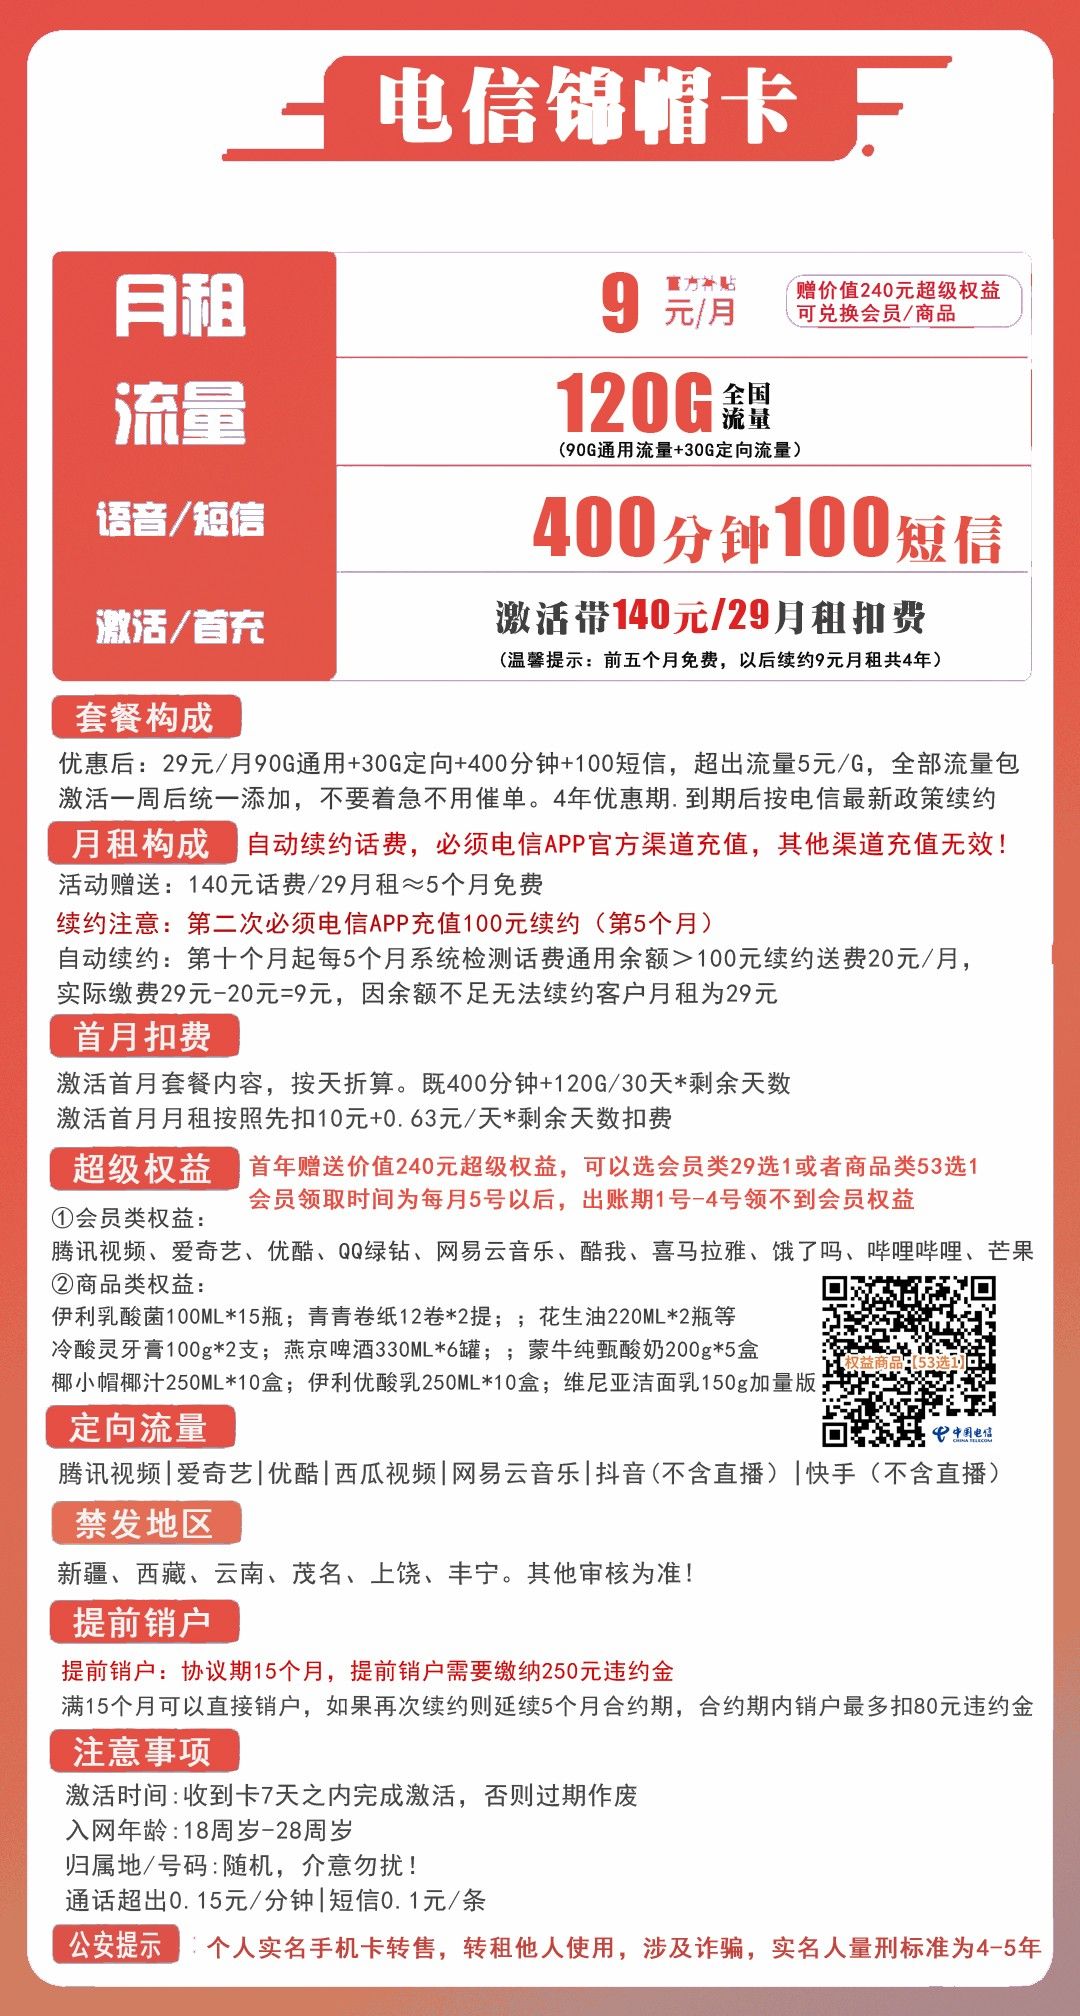 电信锦帽卡
月租
9
官方补贴
元/月
赠价值240元超级权益
可兑换会员/商品
流量
120G
全国
流量
(90G通用流量+30G定向流量)
语音/短信
400分钟100短信
激活/首充
激活带140元/29月租扣费
(温馨提示：前五个月免费，以后续约9元月租共4年)
套餐构成
优惠后：29元/月90G通用+30G定向+400分钟+100短信，超出流量5元/G，全部流量包
激活一周后统一添加，不要着急不用催单。4年优惠期.到期后按电信最新政策续约
月租构成
自动续约话费，必须电信APP官方渠道充值，其他渠道充值无效！
活动赠送：140元话费/29月租≈5个月免费
续约注意：第二次必须电信APP充值100元续约（第5个月）
自动续约：第十个月起每5个月系统检测话费通用余额＞100元续约送费20元/月，
实际缴费29元-20元=9元，因余额不足无法续约客户月租为29元
首月扣费
激活首月套餐内容，按天折算。既400分钟+120G/30天*剩余天数
激活首月月租按照先扣10元+0.63元/天*剩余天数扣费
超级权益
首年赠送价值240元超级权益，可以选会员类29选1或者商品类53选1
会员领取时间为每月5号以后，出账期1号-4号领不到会员权益
①会员类权益：
腾讯视频、爱奇艺、优酷、QQ绿钻、网易云音乐、酷我、喜马拉雅、饿了吗、哔哩哔哩、芒果
②商品类权益：
伊利乳酸菌100ML*15瓶；青青卷纸12卷*2提；；花生油220ML*2瓶等
冷酸灵牙膏100g*2支；燕京啤酒330ML*6罐；；蒙牛纯甄酸奶200g*5盒
椰小帽椰汁250ML*10盒；伊利优酸乳250ML*10盒；维尼亚洁面乳150g加量版
权益商品【53选1】
中国电信
CHINA TELECOM
定向流量
腾讯视频|爱奇艺|优酷|西瓜视频|网易云音乐|抖音(不含直播）|快手（不含直播）
禁发地区
新疆、西藏、云南、茂名、上饶、丰宁。其他审核为准！
提前销户
提前销户：协议期15个月，提前销户需要缴纳250元违约金
满15个月可以直接销户，如果再次续约则延续5个月合约期，合约期内销户最多扣80元违约金
注意事项
激活时间:收到卡7天之内完成激活，否则过期作废
入网年龄:18周岁-28周岁
归属地/号码:随机，介意勿扰！
通话超出0.15元/分钟|短信0.1元/条
公安提示
：个人实名手机卡转售，转租他人使用，涉及诈骗，实名人量刑标准为4-5年